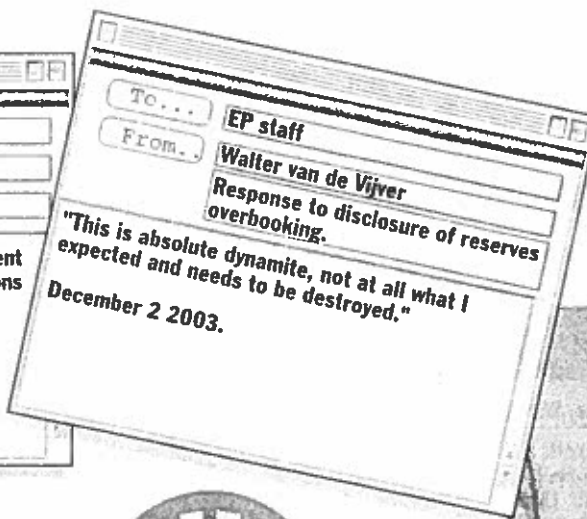 To...
EP staff
From..
Walter van de Vijver
Response to disclosure of reserves
overbooking.
"This is absolute dynamite, not at all what I
expected and needs to be destroyed."
December 2 2003.
ent
ns